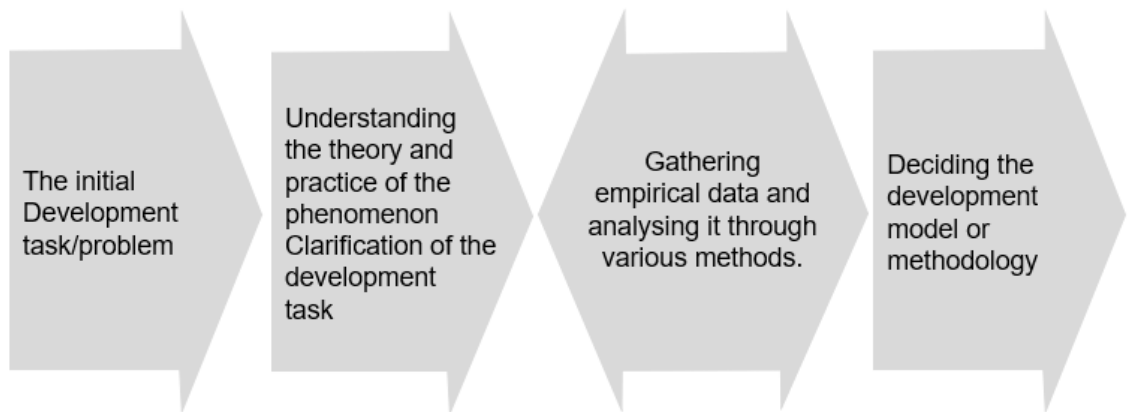 The initial
Development
task/problem
Understanding
the theory and
practice of the
phenomenon
Clarification of the
development
task
Gathering
empirical data and
analysing it through
various methods.
Deciding the
development
model or
methodology